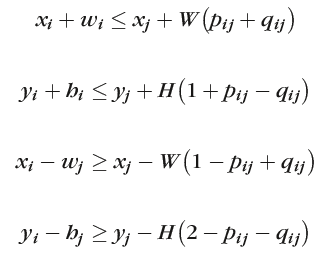 xᵢ + wᵢ ≤ xⱼ + W(pᵢⱼ + qᵢⱼ)
yᵢ + hᵢ ≤ yⱼ + H(1 + pᵢⱼ − qᵢⱼ)
xᵢ − wⱼ ≥ xⱼ − W(1 − pᵢⱼ + qᵢⱼ)
yᵢ − hⱼ ≥ yⱼ − H(2 − pᵢⱼ − qᵢⱼ)